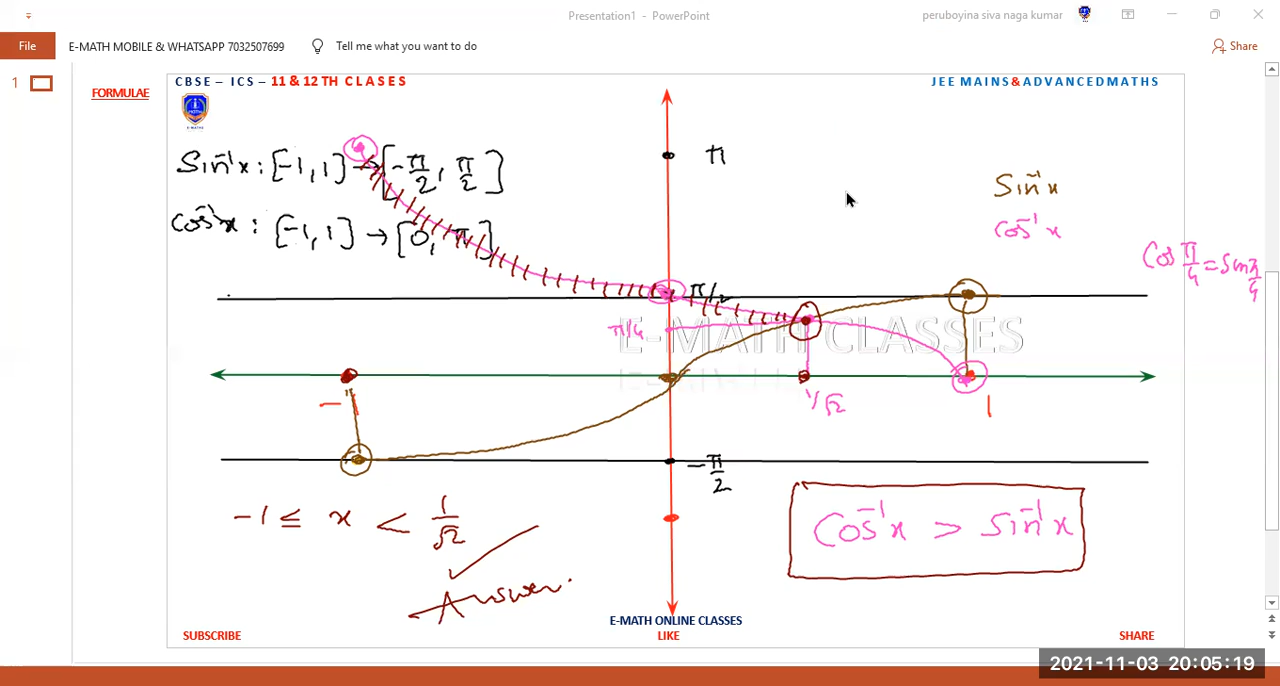 Presentation1 - PowerPoint
peruboyina siva naga kumar
File
E-MATH MOBILE & WHATSAPP 7032507699
Tell me what you want to do
Share
1
FORMULAE
CBSE – ICS – 11 & 12 TH CLASES
JEE MAINS&ADVANCEDMATHS
Sin⁻¹x : [-1, 1] → [-π/2, π/2]
π
Sin⁻¹x
Cos⁻¹x : [-1, 1] → [0, π]
Cos⁻¹x
Cos π/4 = Sin π/4
π/2
π/4
E-MATH CLASSES
-1
1/√2
1
-π/2
-1 ≤ x < 1/√2
Cos⁻¹x > Sin⁻¹x
Answer
E-MATH ONLINE CLASSES
SUBSCRIBE
LIKE
SHARE
2021-11-03 20:05:19